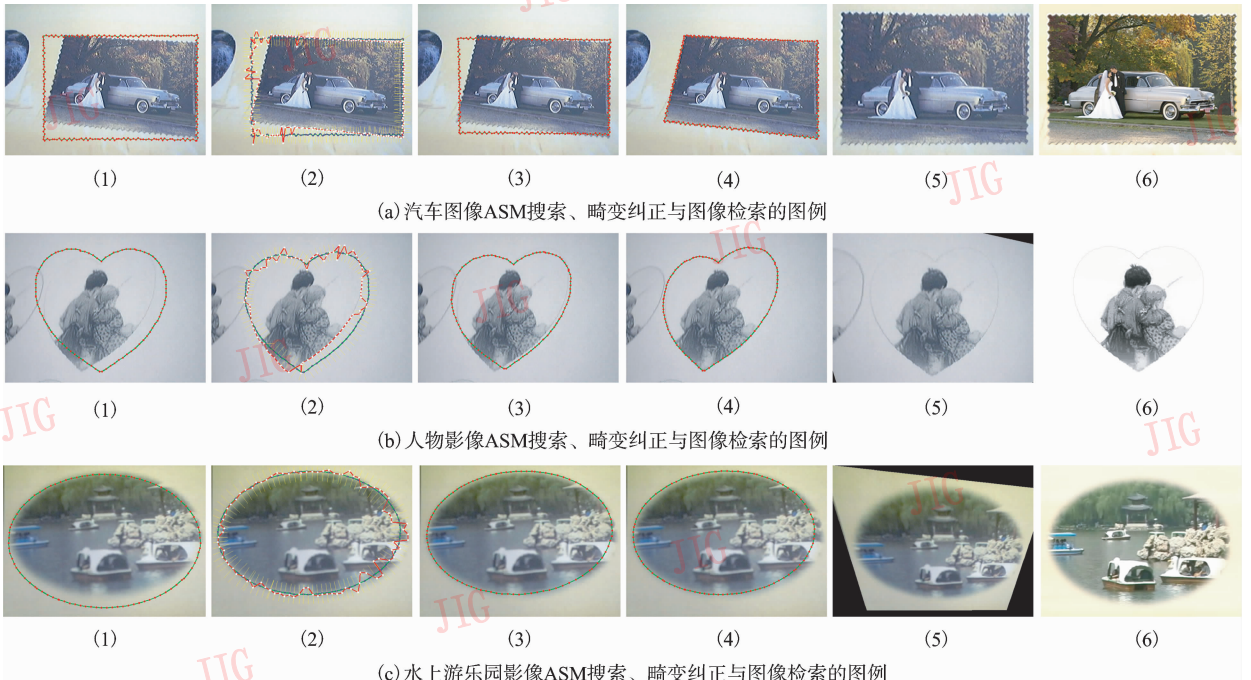 JIG
(1) (2) (3) (4) (5) (6)
(a)汽车图像ASM搜索、畸变纠正与图像检索的图例
(1) (2) (3) (4) (5) (6)
(b)人物影像ASM搜索、畸变纠正与图像检索的图例
(1) (2) (3) (4) (5) (6)
(c)水上游乐园影像ASM搜索、畸变纠正与图像检索的图例